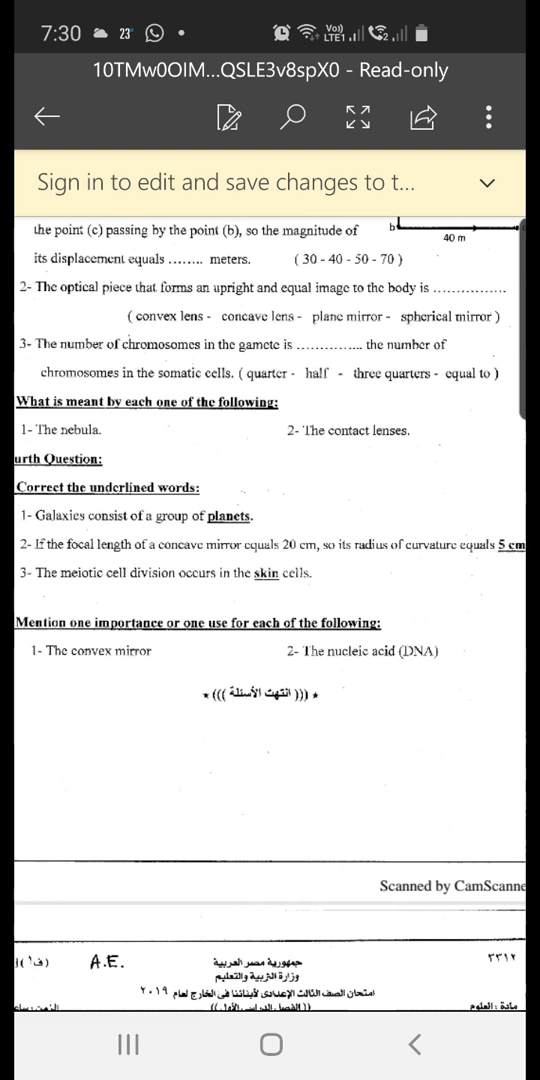 7:30 23° Vo)) LTE1 2
10TMw0OIM...QSLE3v8spX0 - Read-only
Sign in to edit and save changes to t...
the point (c) passing by the point (b), so the magnitude of
b 40 m
its displacement equals ........ meters. ( 30 - 40 - 50 - 70 )
2- The optical piece that forms an upright and equal image to the body is ................
( convex lens - concave lens - plane mirror - spherical mirror )
3- The number of chromosomes in the gamete is ............... the number of
chromosomes in the somatic cells. ( quarter - half - three quarters - equal to )
What is meant by each one of the following:
1- The nebula. 2- The contact lenses.
urth Question:
Correct the underlined words:
1- Galaxies consist of a group of planets.
2- If the focal length of a concave mirror equals 20 cm, so its radius of curvature equals 5 cm
3- The meiotic cell division occurs in the skin cells.
Mention one importance or one use for each of the following:
1- The convex mirror 2- The nucleic acid (DNA)
* ((( انتهت الأسئلة ))) *
Scanned by CamScanne
A.E. جمهورية مصر العربية ٣٣١٢
وزارة التربية والتعليم
امتحان الصف الثالث الإعدادى لأبنائنا فى الخارج لعام ٢٠١٩
مادة : العلوم (( الفصل الدراسى الأول ))